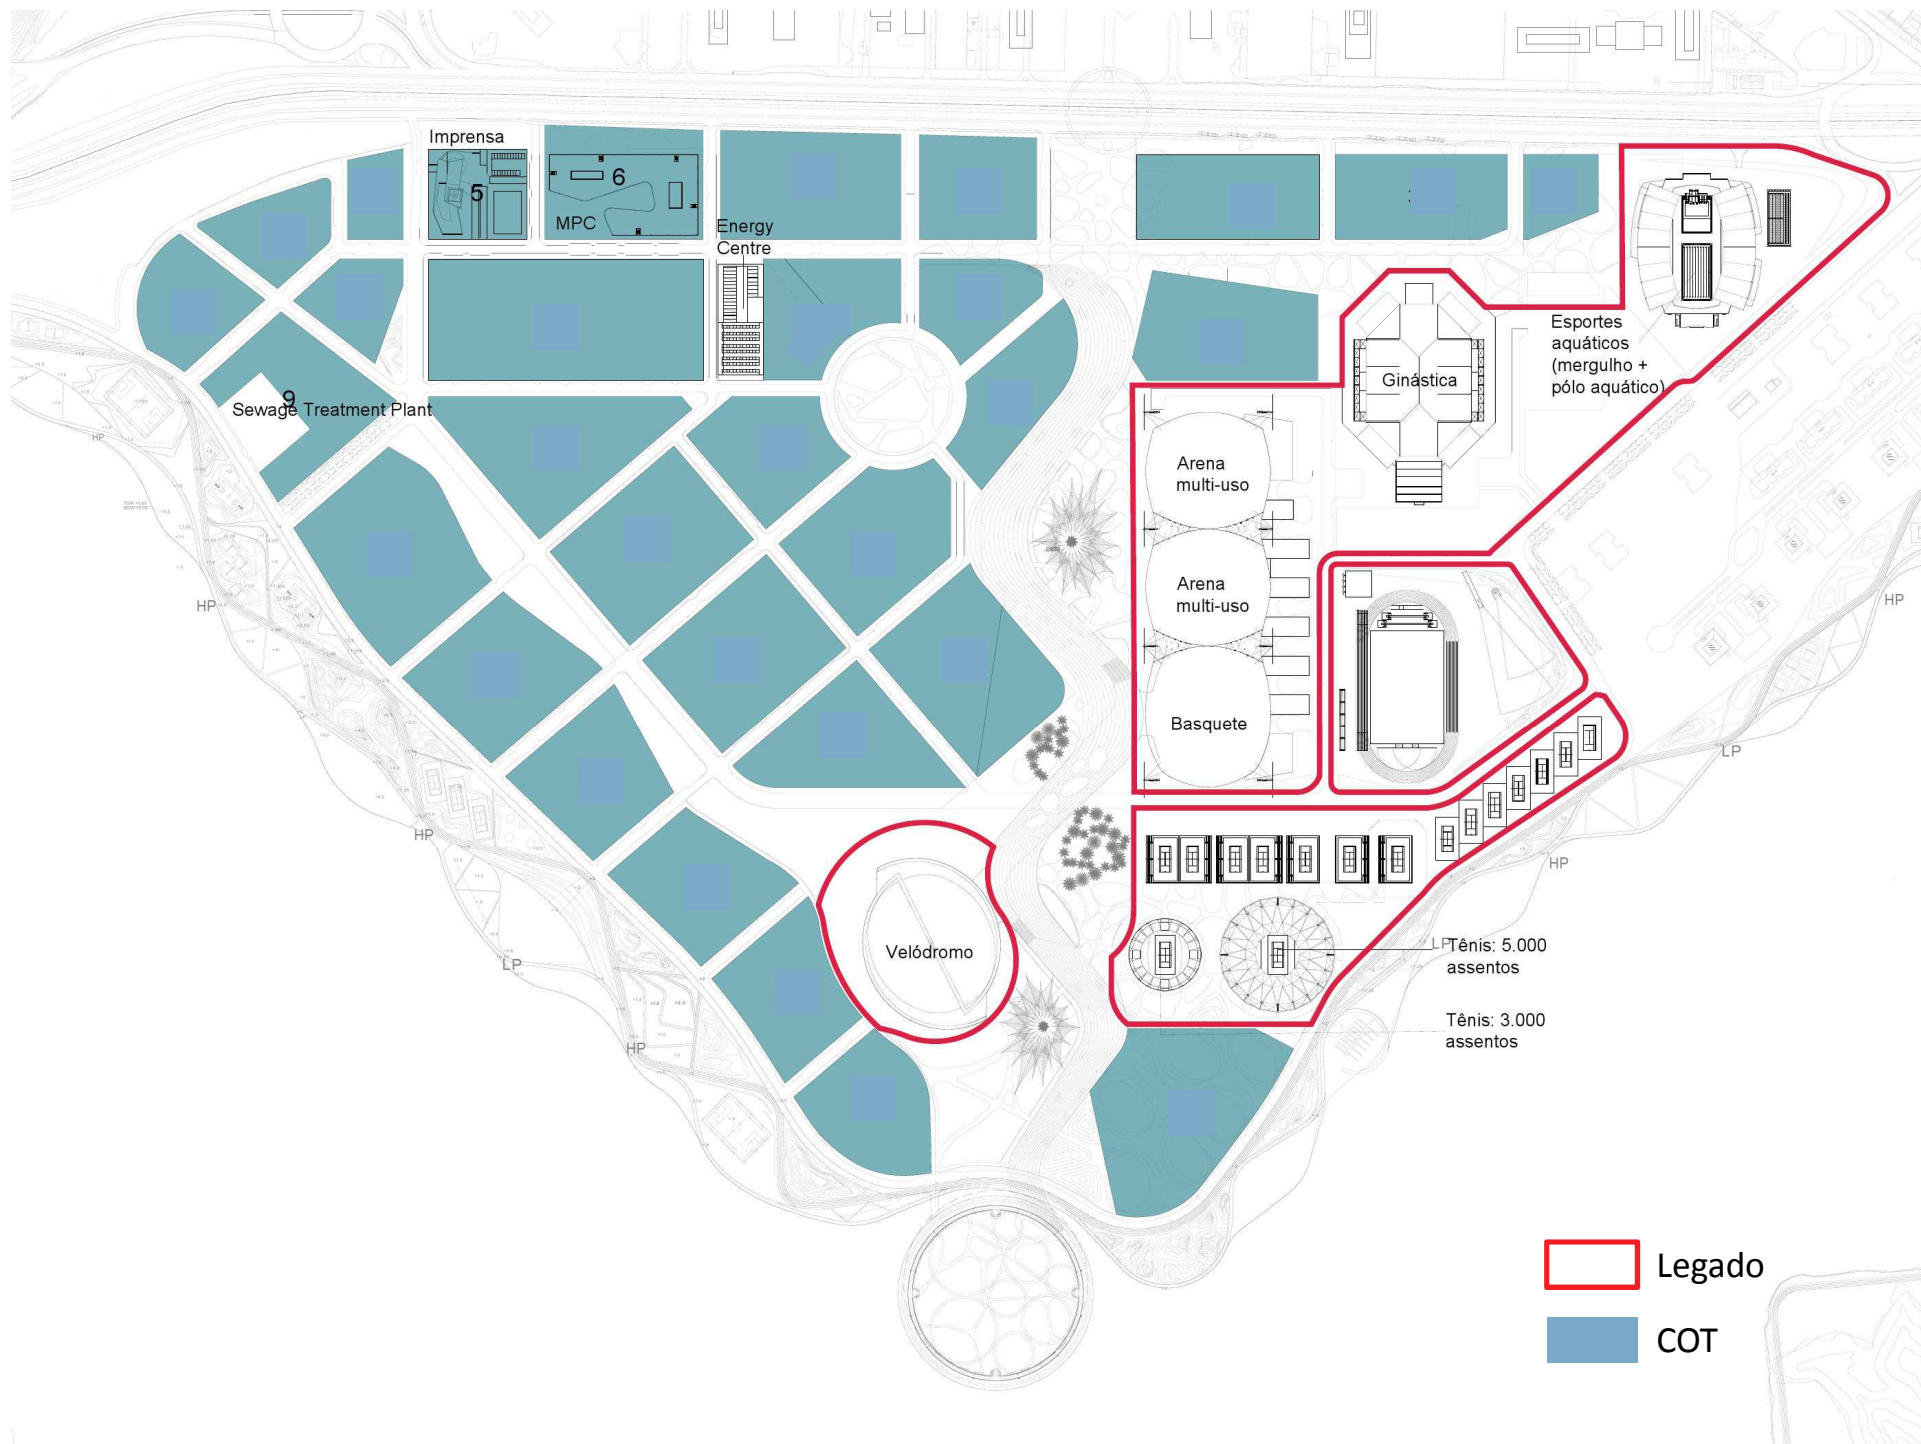 Imprensa
5
6
MPC
Energy
Centre
9
Sewage Treatment Plant
HP
HP
HP
LP
HP
Esportes
aquáticos
(mergulho +
pólo aquático)
Ginástica
Arena
multi-uso
Arena
multi-uso
Basquete
HP
LP
HP
Velódromo
LP
Tênis: 5.000
assentos
Tênis: 3.000
assentos
Legado
COT